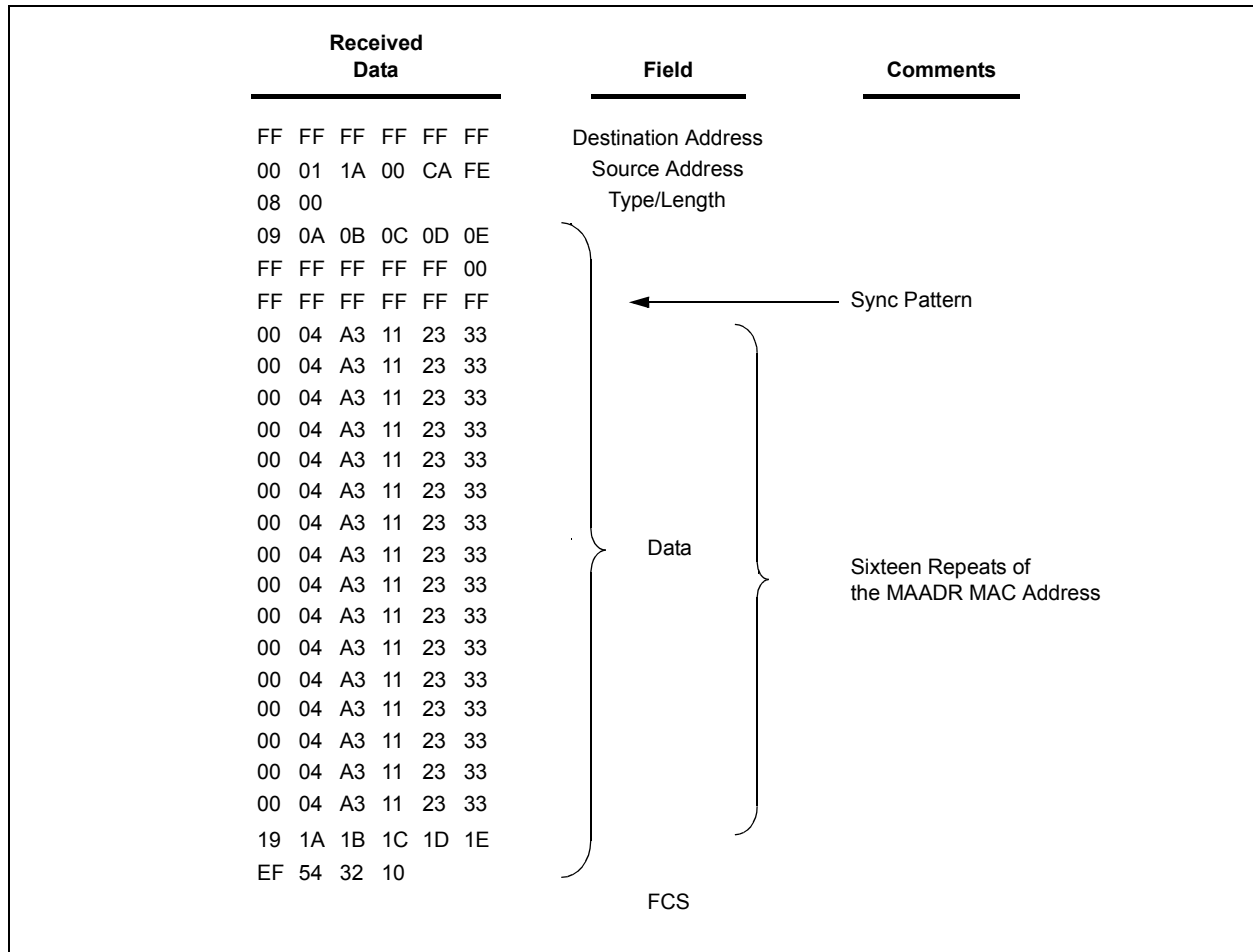 Received
Data Field Comments
FF FF FF FF FF FF Destination Address
00 01 1A 00 CA FE Source Address
08 00 Type/Length
09 0A 0B 0C 0D 0E
FF FF FF FF FF 00
FF FF FF FF FF FF Sync Pattern
00 04 A3 11 23 33
00 04 A3 11 23 33
00 04 A3 11 23 33
00 04 A3 11 23 33
00 04 A3 11 23 33
00 04 A3 11 23 33
00 04 A3 11 23 33
00 04 A3 11 23 33 Data
00 04 A3 11 23 33 Sixteen Repeats of
00 04 A3 11 23 33 the MAADR MAC Address
00 04 A3 11 23 33
00 04 A3 11 23 33
00 04 A3 11 23 33
00 04 A3 11 23 33
00 04 A3 11 23 33
00 04 A3 11 23 33
19 1A 1B 1C 1D 1E
EF 54 32 10
FCS